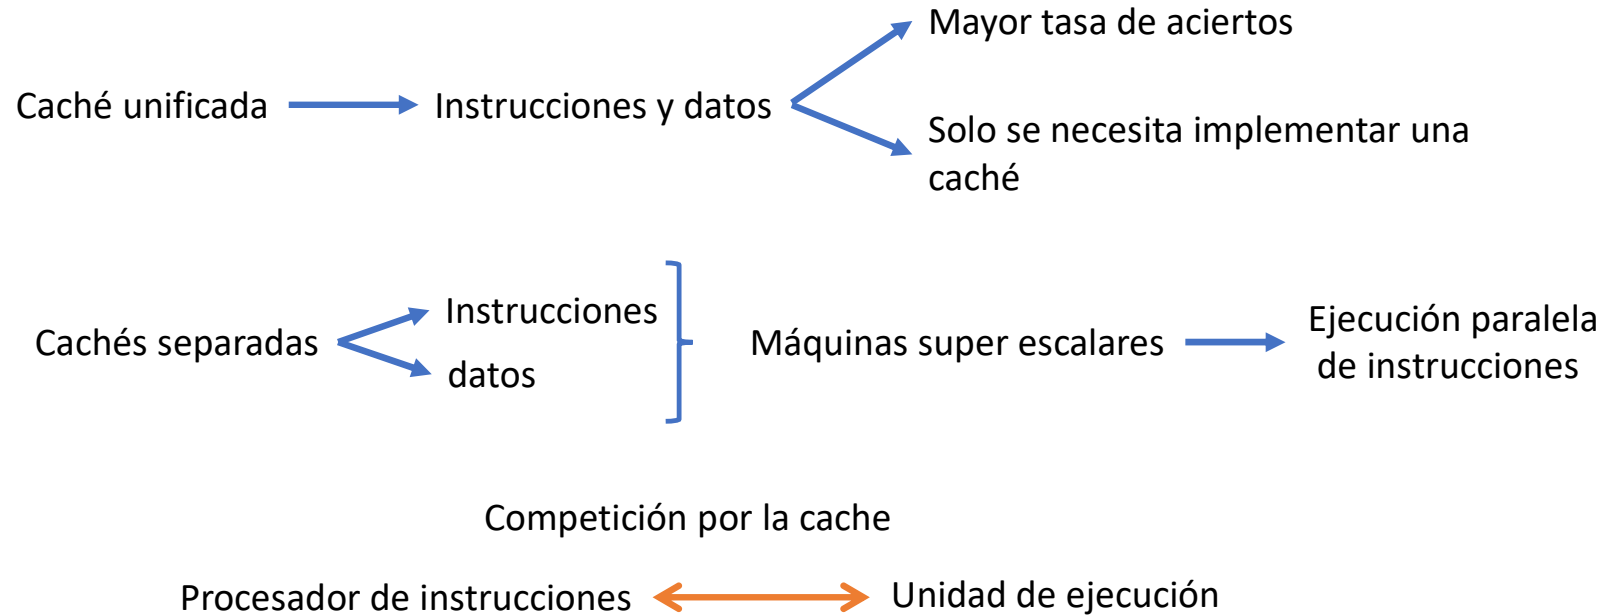 Mayor tasa de aciertos
Caché unificada
Instrucciones y datos
Solo se necesita implementar una
caché
Cachés separadas
Instrucciones
datos
Máquinas super escalares
Ejecución paralela
de instrucciones
Competición por la cache
Procesador de instrucciones
Unidad de ejecución